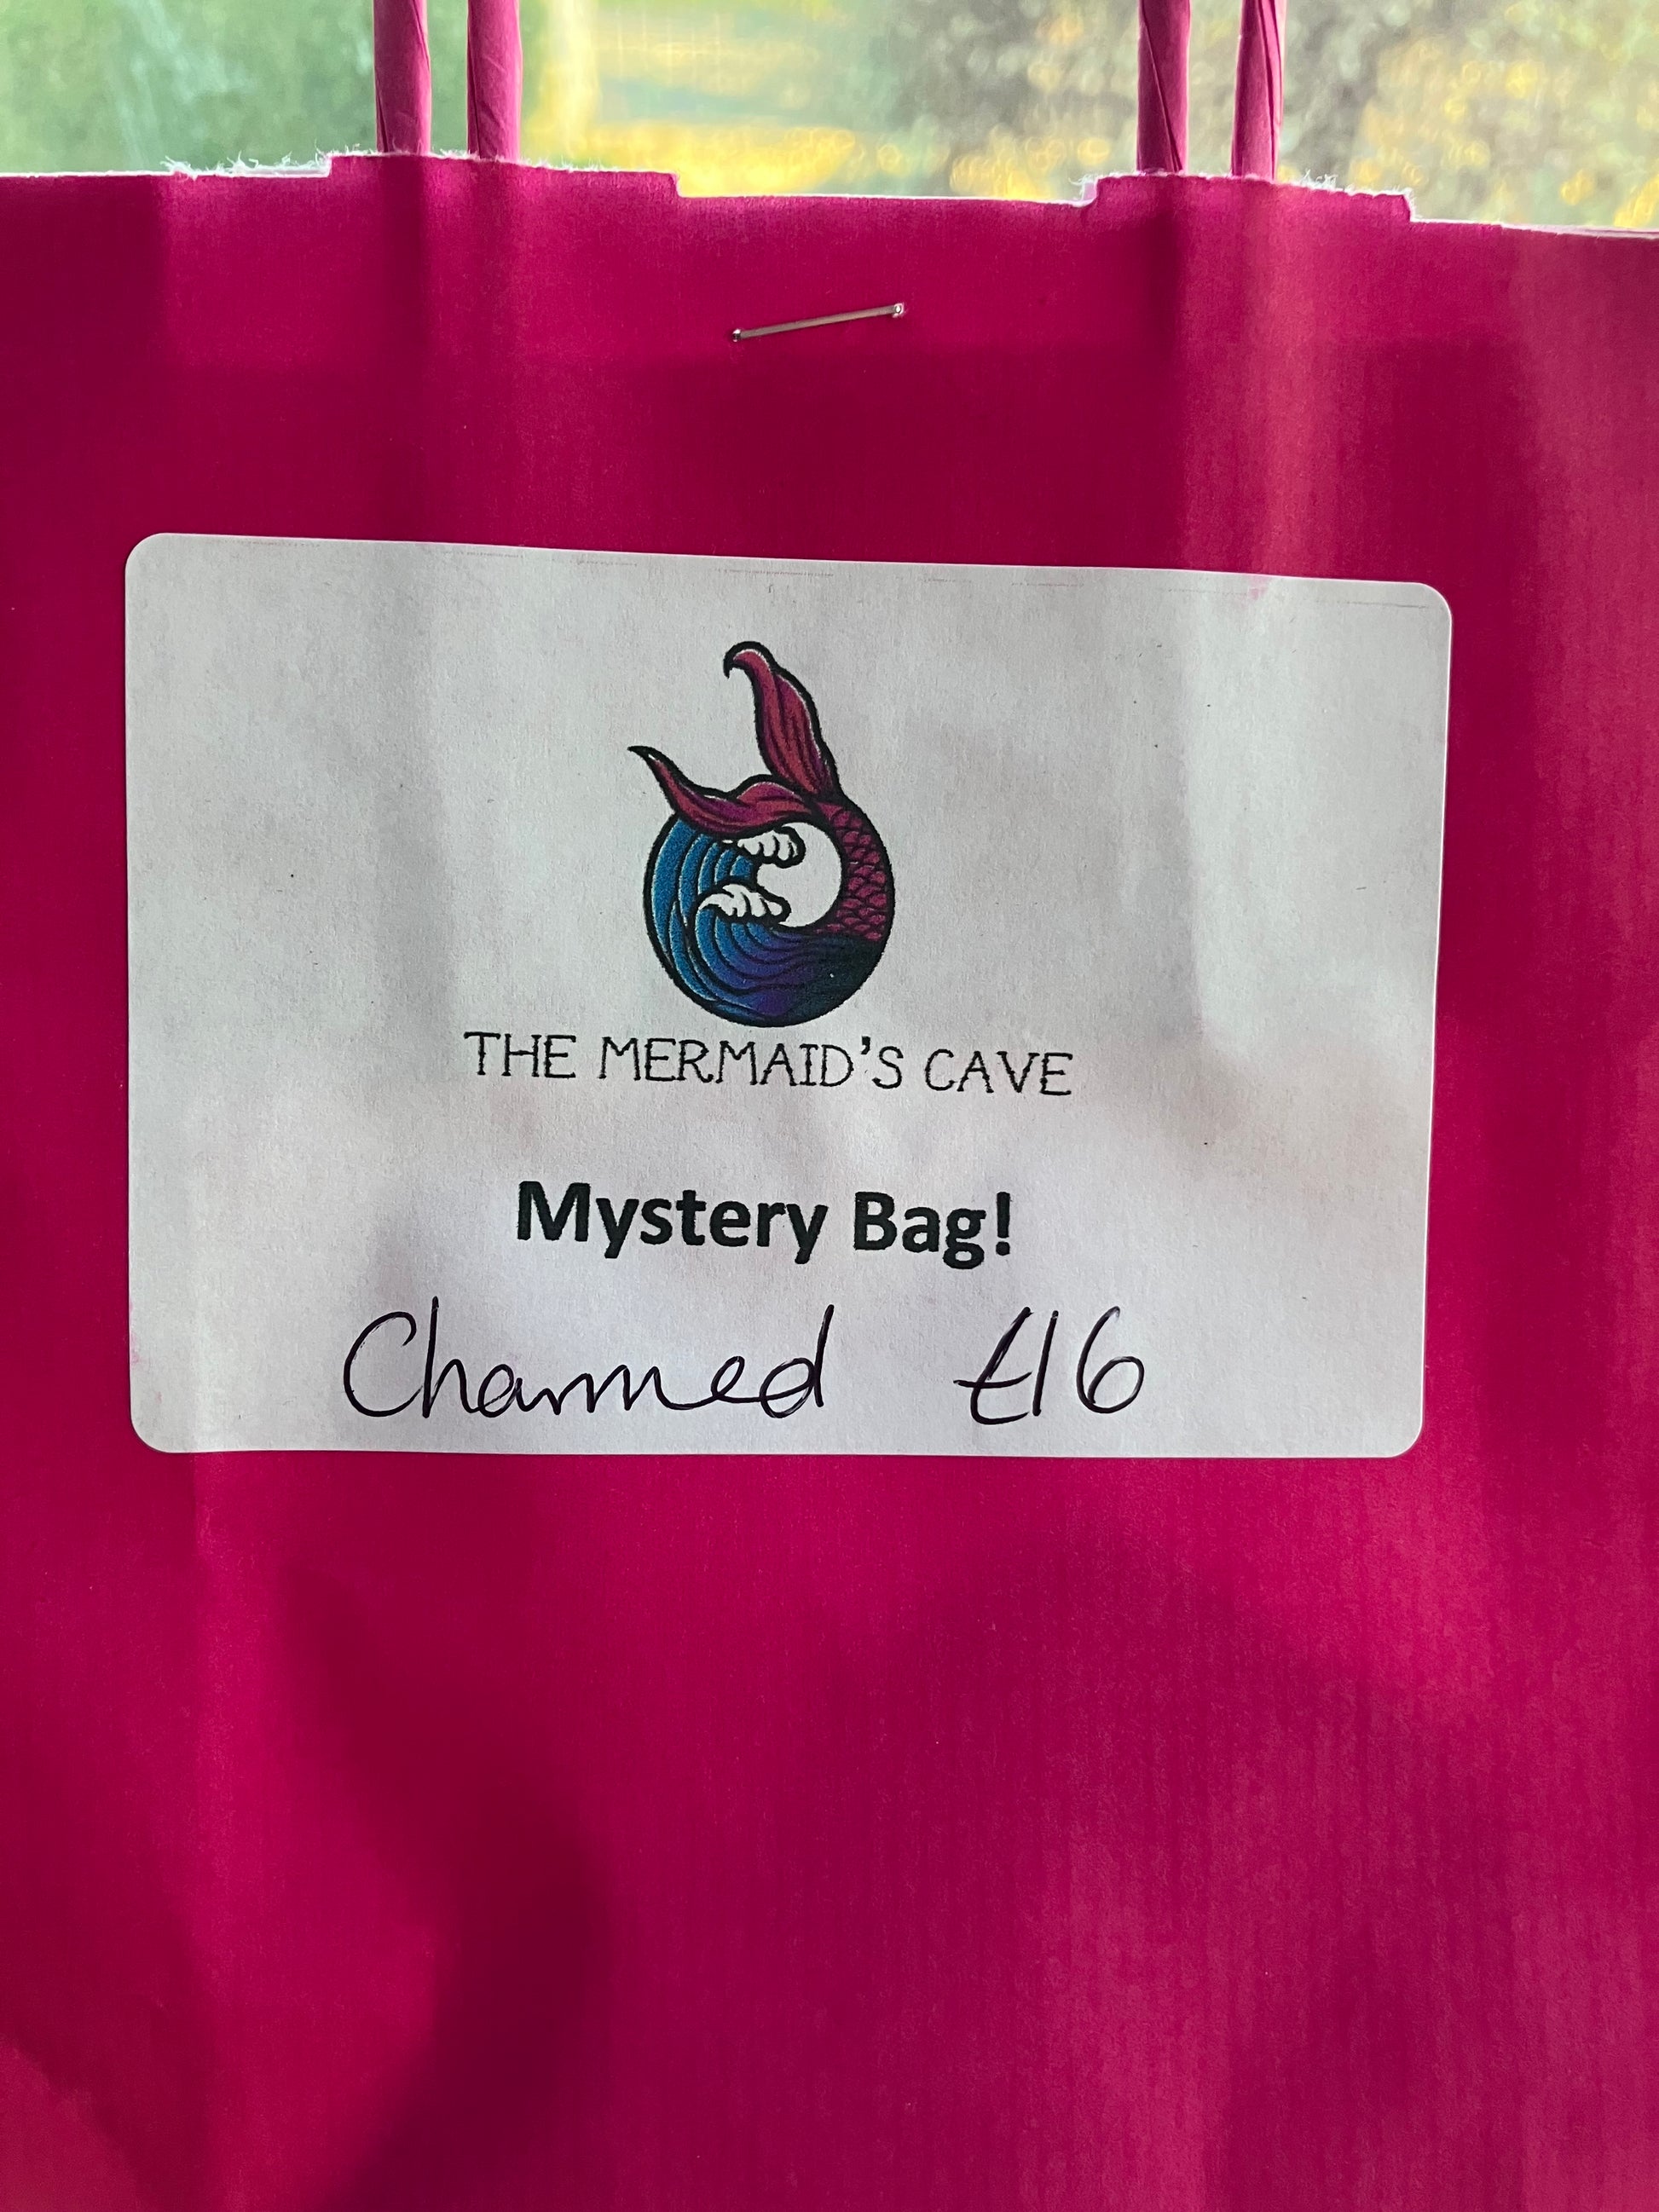 THE MERMAID'S CAVE
Mystery Bag!
Charmed £16